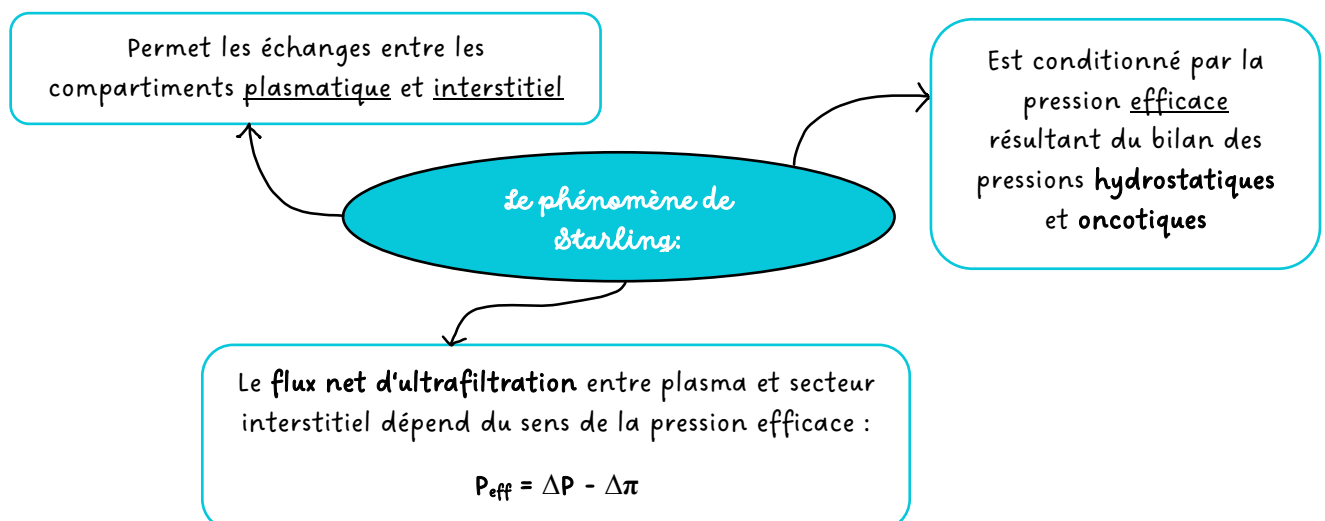 Permet les échanges entre les
compartiments plasmatique et interstitiel
Est conditionné par la
pression efficace
résultant du bilan des
pressions hydrostatiques
et oncotiques
Le phénomène de
Starling:
Le flux net d'ultrafiltration entre plasma et secteur
interstitiel dépend du sens de la pression efficace :
Peff = ΔP - Δπ